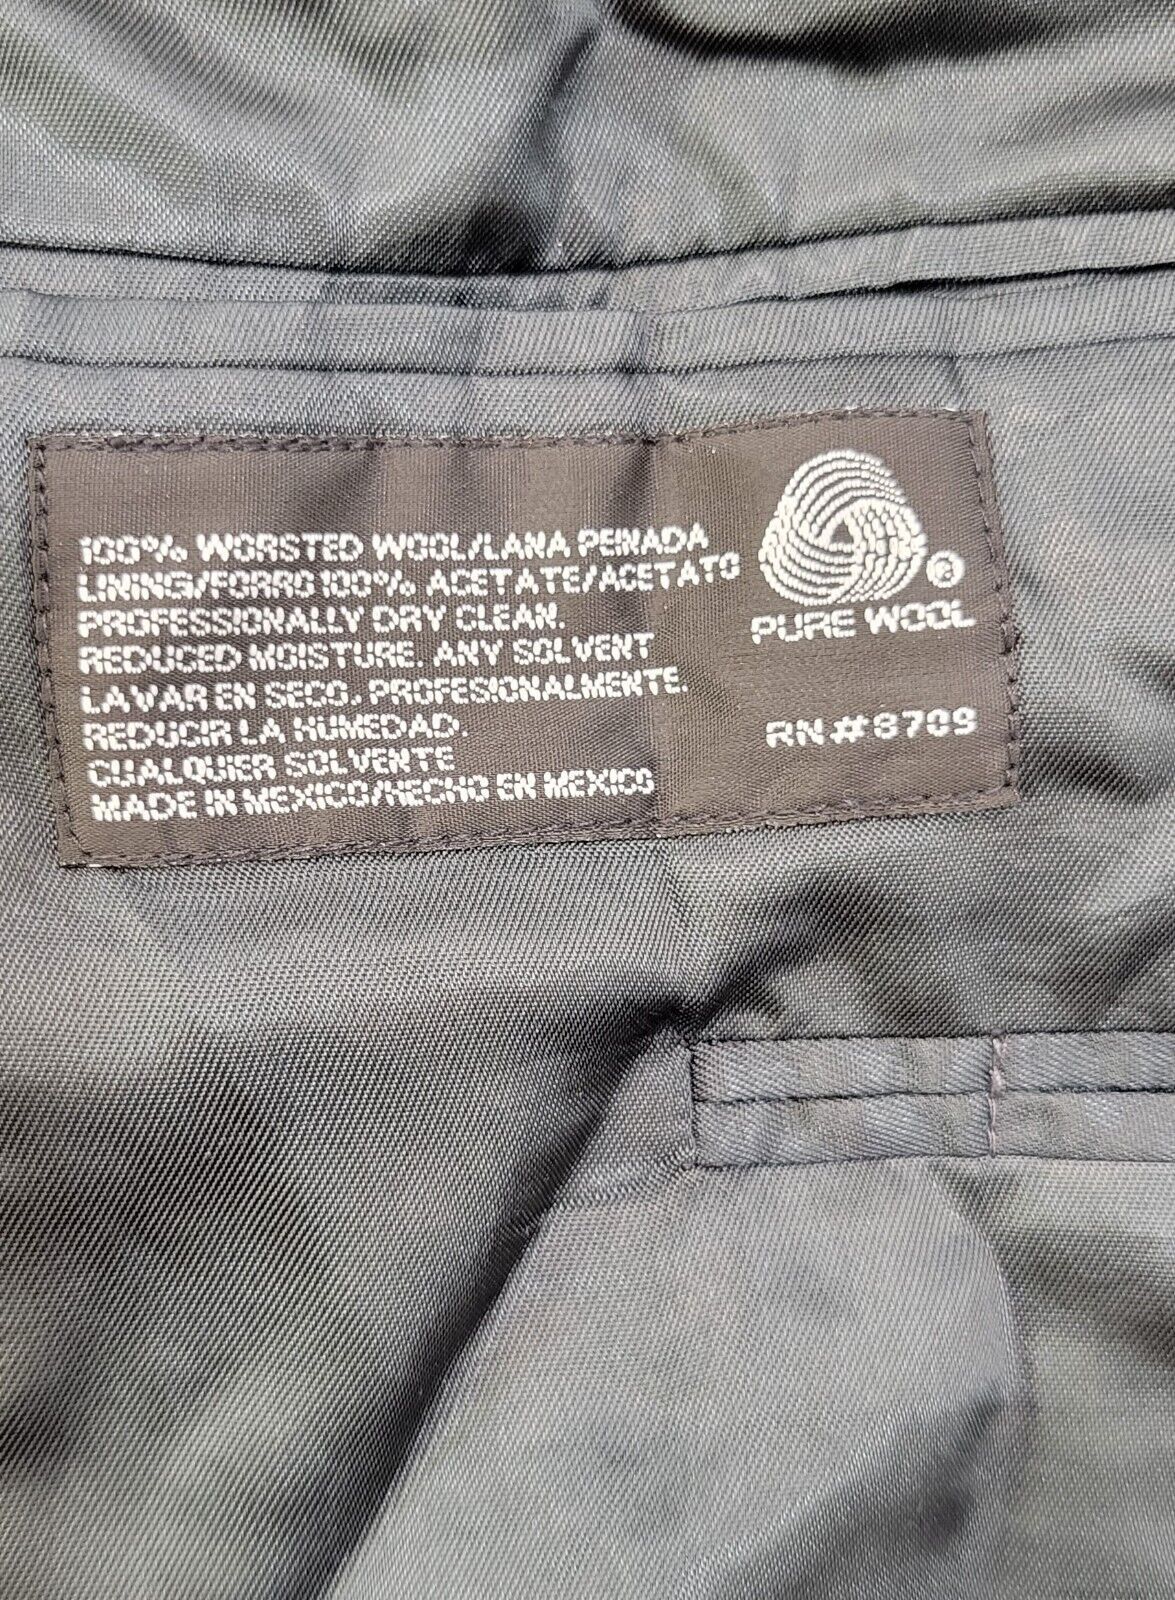 100% WORSTED WOOL/LANA PEINADA
LINING/FORRO 100% ACETATE/ACETATO
PROFESSIONALLY DRY CLEAN.
REDUCED MOISTURE. ANY SOLVENT
LAVAR EN SECO. PROFESIONALMENTE.
REDUCIR LA HUMEDAD.
CUALQUIER SOLVENTE
MADE IN MEXICO/HECHO EN MEXICO
®
PURE WOOL
RN#8709